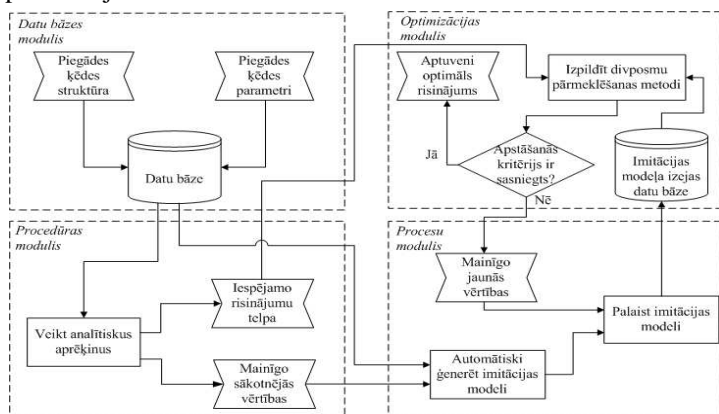 Datu bāzes
modulis
Piegādes
ķēdes
struktūra
Piegādes
ķēdes
parametri
Datu bāze
Optimizācijas
modulis
Aptuveni
optimāls
risinājums
Izpildīt divposmu
pārmeklēšanas metodi
Jā
Apstāšanās
kritērijs ir
sasniegts?
Nē
Imitācijas
modeļa izejas
datu bāze
Procedūras
modulis
Veikt analītiskus
aprēķinus
Iespējamo
risinājumu
telpa
Mainīgo
sākotnējās
vērtības
Procesu
modulis
Mainīgo
jaunās
vērtības
Palaist imitācijas
modeli
Automātiski
ģenerēt imitācijas
modeli